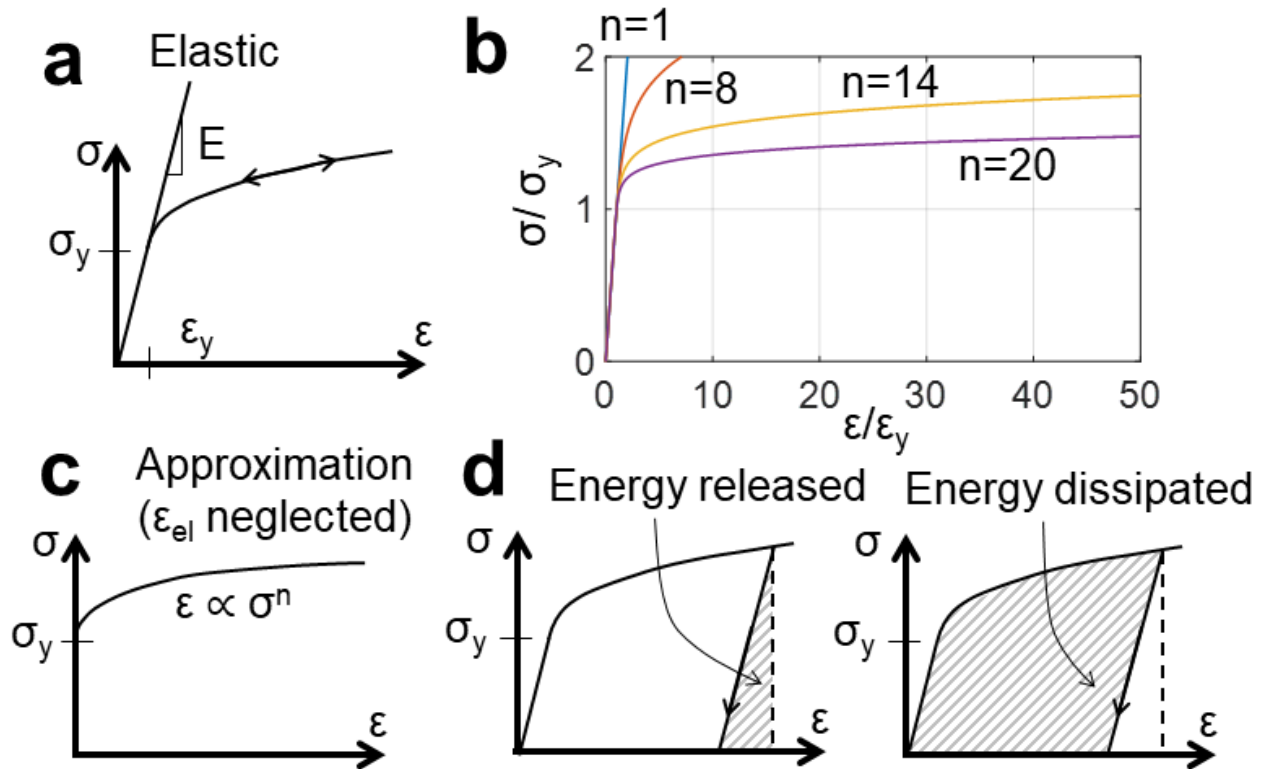 a
Elastic
E
σ
σy
εy
ε
b
n=1
n=8
n=14
n=20
2
1
0
σ/ σy
0 10 20 30 40 50
ε/εy
c
Approximation
(εel neglected)
σ
ε ∝ σⁿ
σy
ε
d
Energy released
σ
σy
ε
Energy dissipated
σ
σy
ε